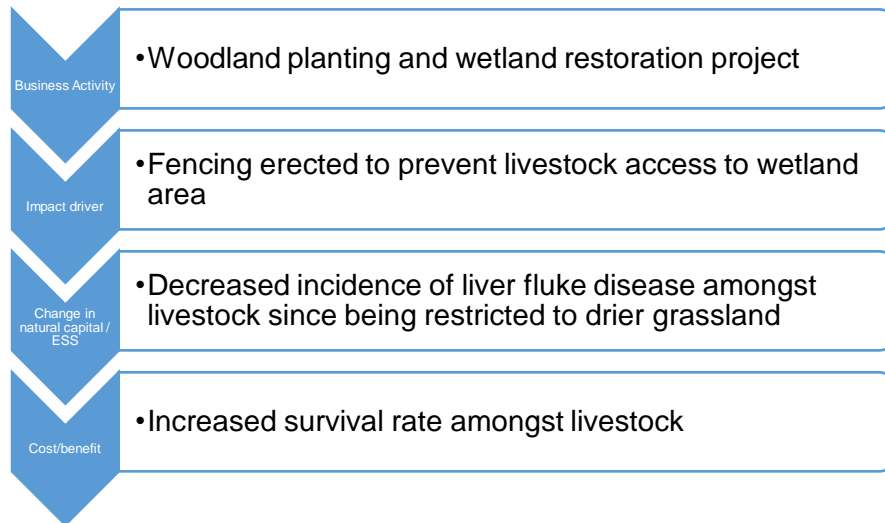 Business Activity
•Woodland planting and wetland restoration project
Impact driver
•Fencing erected to prevent livestock access to wetland
area
Change in
natural capital /
ESS
•Decreased incidence of liver fluke disease amongst
livestock since being restricted to drier grassland
Cost/benefit
•Increased survival rate amongst livestock